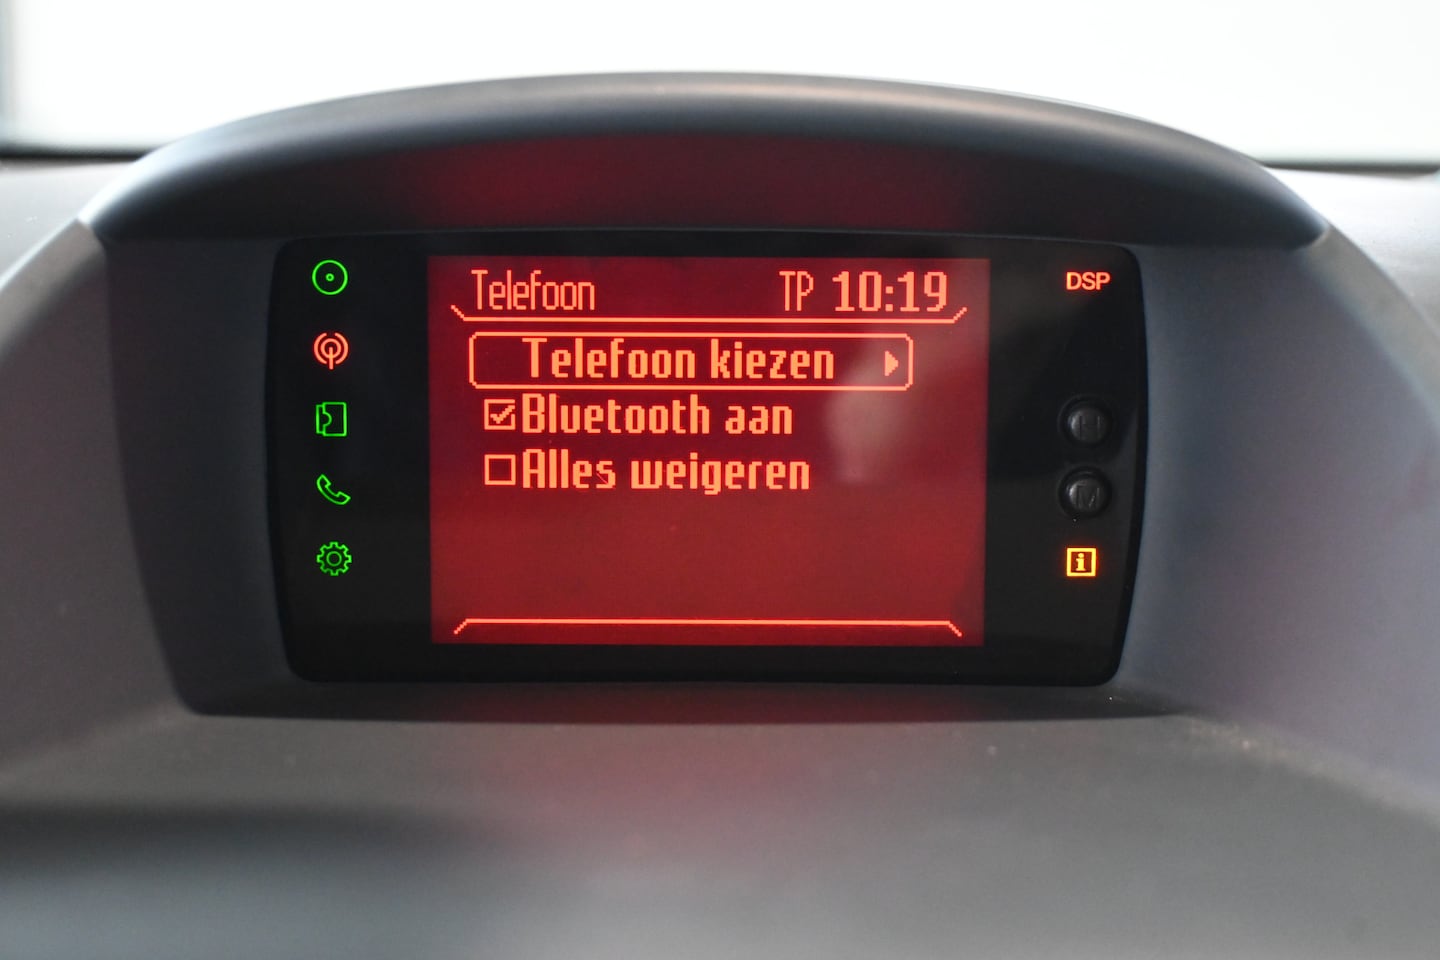 Telefoon TP 10:19
DSP
Telefoon kiezen
Bluetooth aan
Alles weigeren
H
M
i